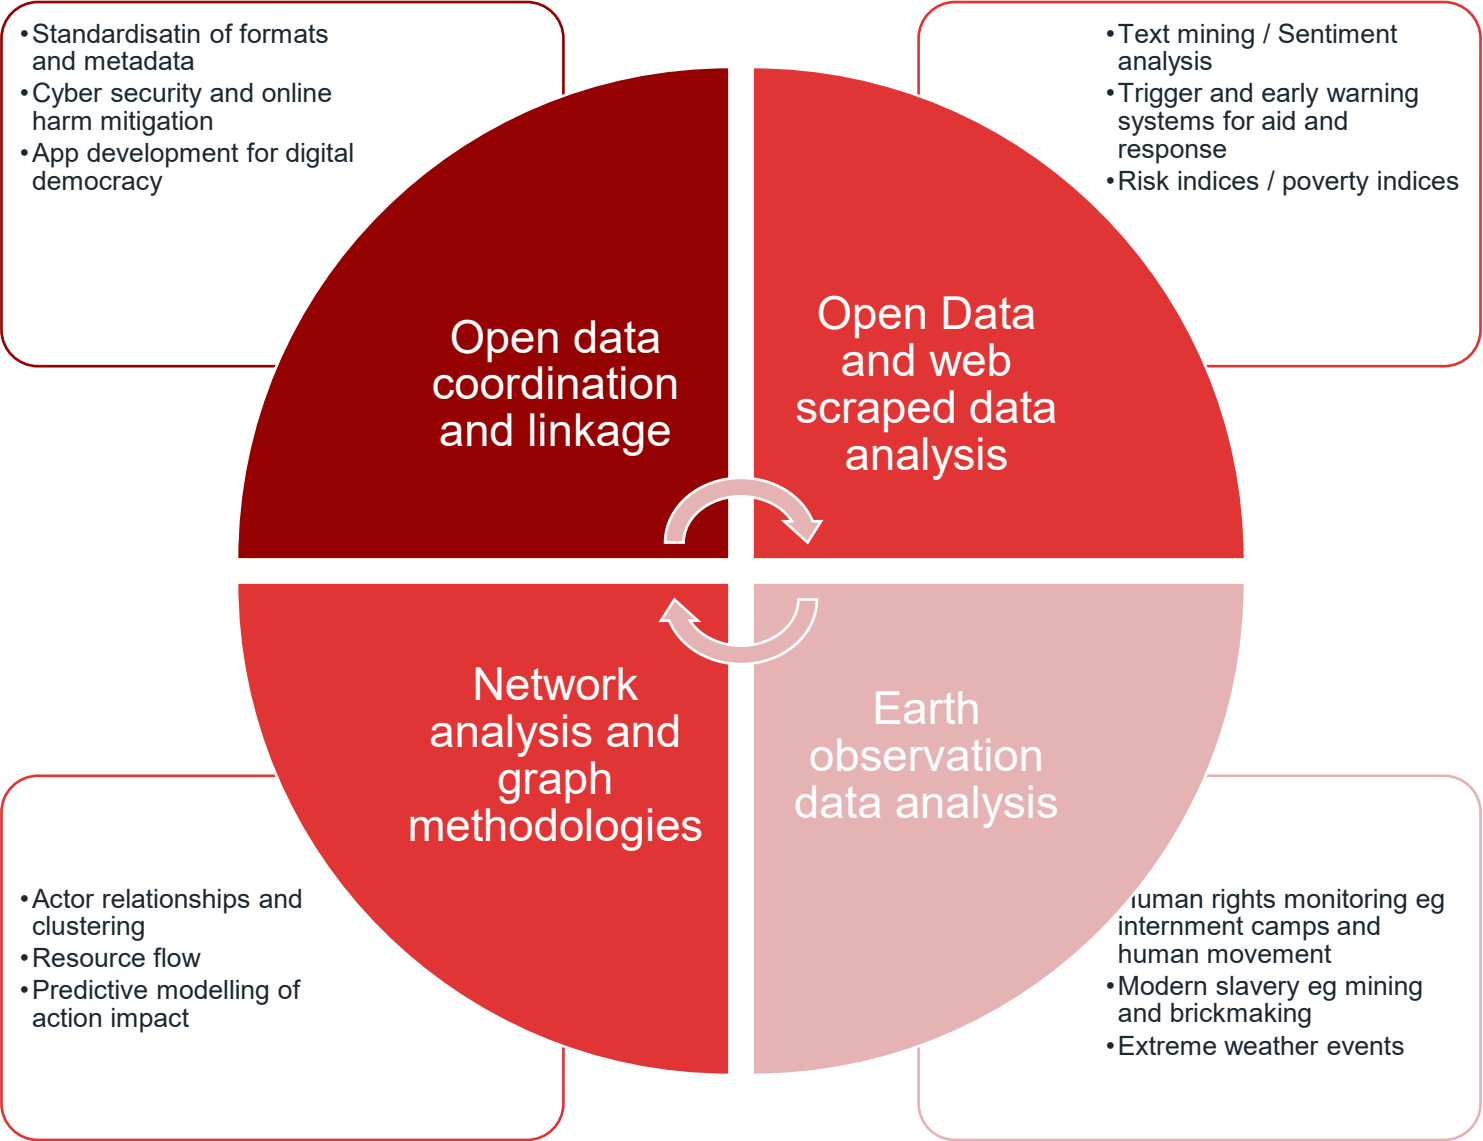 •Standardisatin of formats
and metadata
•Cyber security and online
harm mitigation
•App development for digital
democracy
•Text mining / Sentiment
analysis
•Trigger and early warning
systems for aid and
response
•Risk indices / poverty indices
Open data
coordination
and linkage
Open Data
and web
scraped data
analysis
Network
analysis and
graph
methodologies
Earth
observation
data analysis
•Actor relationships and
clustering
•Resource flow
•Predictive modelling of
action impact
Human rights monitoring eg
internment camps and
human movement
•Modern slavery eg mining
and brickmaking
•Extreme weather events